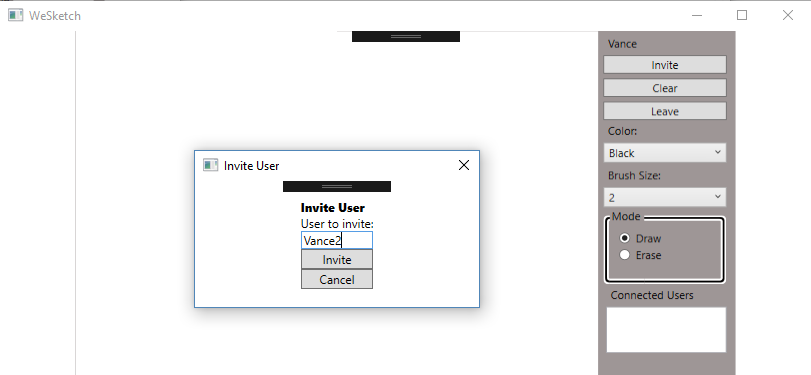 WeSketch
Vance
Invite
Clear
Leave
Color:
Black
Brush Size:
2
Mode
Draw
Erase
Connected Users
Invite User
Invite User
User to invite:
Vance2
Invite
Cancel